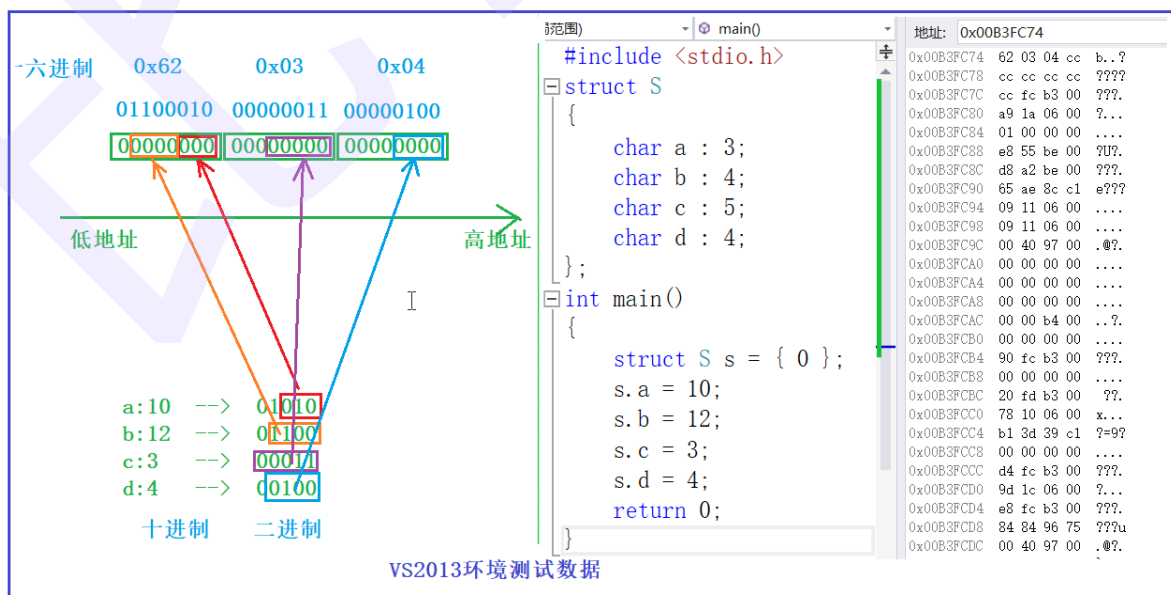 十六进制 0x62 0x03 0x04
01100010 00000011 00000100
00000000 00000000 00000000
低地址 高地址
a:10 --> 01010
b:12 --> 01100
c:3 --> 00011
d:4 --> 00100
十进制 二进制
VS2013环境测试数据
局范围) main()
#include <stdio.h>
struct S
{
char a : 3;
char b : 4;
char c : 5;
char d : 4;
};
int main()
{
struct S s = { 0 };
s.a = 10;
s.b = 12;
s.c = 3;
s.d = 4;
return 0;
}
地址: 0x00B3FC74
0x00B3FC74 62 03 04 cc b..?
0x00B3FC78 cc cc cc cc ????
0x00B3FC7C cc fc b3 00 ???.
0x00B3FC80 a9 1a 06 00 ?...
0x00B3FC84 01 00 00 00 ....
0x00B3FC88 e8 55 be 00 ?U?.
0x00B3FC8C d8 a2 be 00 ???.
0x00B3FC90 65 ae 8c c1 e???
0x00B3FC94 09 11 06 00 ....
0x00B3FC98 09 11 06 00 ....
0x00B3FC9C 00 40 97 00 .@?.
0x00B3FCA0 00 00 00 00 ....
0x00B3FCA4 00 00 00 00 ....
0x00B3FCA8 00 00 00 00 ....
0x00B3FCAC 00 00 b4 00 ..?.
0x00B3FCB0 00 00 00 00 ....
0x00B3FCB4 90 fc b3 00 ???.
0x00B3FCB8 00 00 00 00 ....
0x00B3FCBC 20 fd b3 00 ??.
0x00B3FCC0 78 10 06 00 x...
0x00B3FCC4 b1 3d 39 c1 ?=9?
0x00B3FCC8 00 00 00 00 ....
0x00B3FCCC d4 fc b3 00 ???.
0x00B3FCD0 9d 1c 06 00 ?...
0x00B3FCD4 e8 fc b3 00 ???.
0x00B3FCD8 84 84 96 75 ???u
0x00B3FCDC 00 40 97 00 .@?.